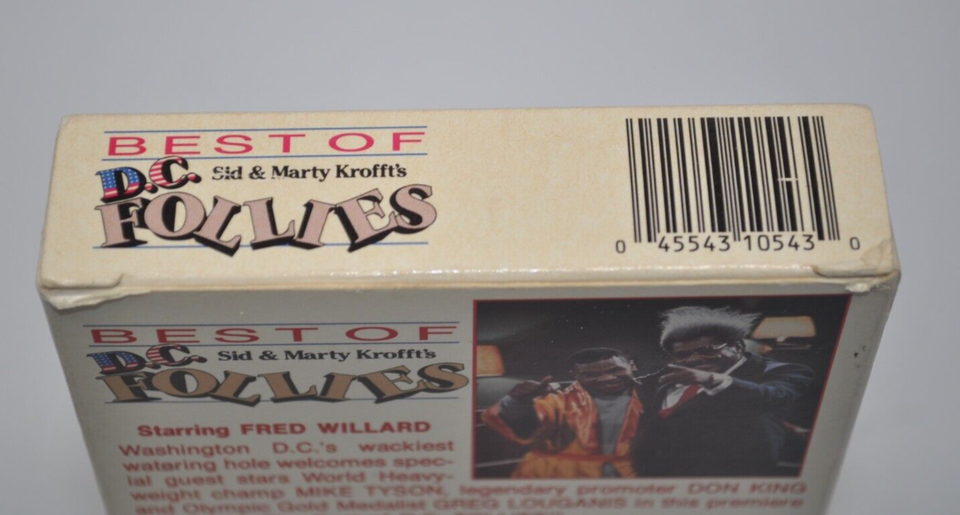 BEST OF
D.C. Sid & Marty Krofft's
FOLLIES
0 45543 10543 0
BEST OF
D.C. Sid & Marty Krofft's
FOLLIES
Starring FRED WILLARD
Washington D.C.'s wackiest
watering hole welcomes spec-
ial guest stars World Heavy-
weight champ MIKE TYSON, legendary promoter DON KING
and Olympic Gold Medalist GREG LOUGANIS in this premiere